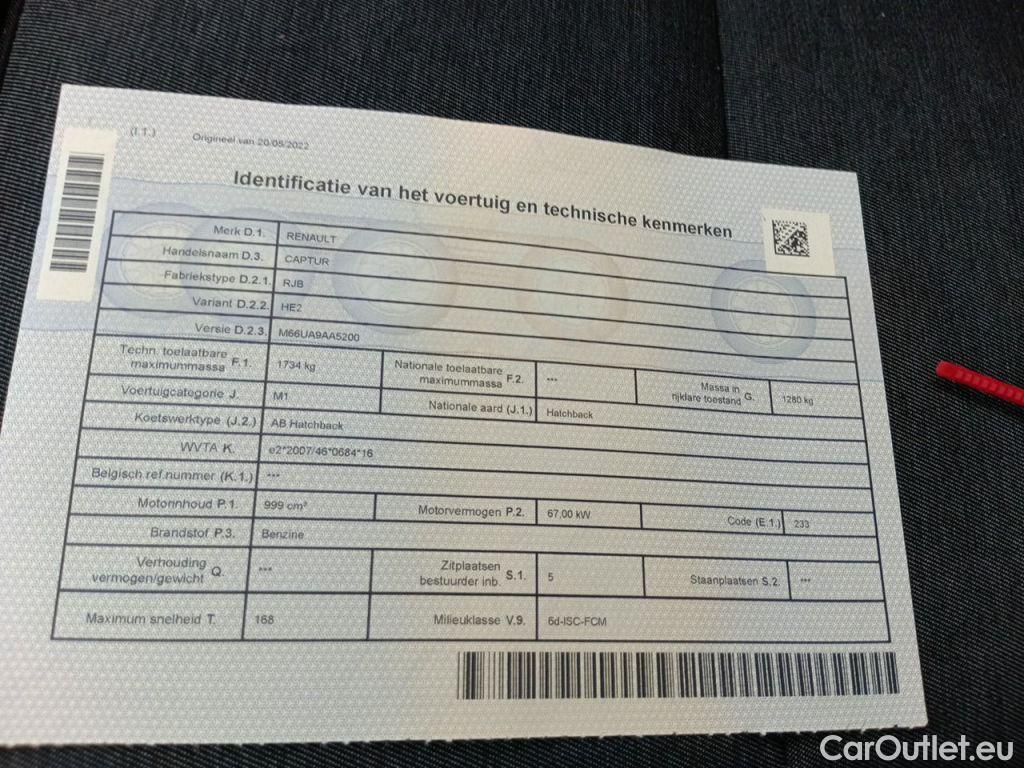 (I.1.) Origineel van 20/05/2022
Identificatie van het voertuig en technische kenmerken
Merk D.1. RENAULT
Handelsnaam D.3. CAPTUR
Fabriekstype D.2.1. RJB
Variant D.2.2. HE2
Versie D.2.3. M66UA9AA5200
Techn. toelaatbare maximummassa F.1. 1734 kg Nationale toelaatbare maximummassa F.2. --- Massa in rijklare toestand G. 1280 kg
Voertuigcategorie J. M1 Nationale aard (J.1.) Hatchback
Koetswerktype (J.2.) AB Hatchback
WVTA K. e2*2007/46*0684*16
Belgisch ref.nummer (K.1.) ---
Motorinhoud P.1. 999 cm³ Motorvermogen P.2. 67,00 kW Code (E.1.) 233
Brandstof P.3. Benzine
Verhouding vermogen/gewicht Q. --- Zitplaatsen bestuurder inb. S.1. 5 Staanplaatsen S.2. ---
Maximum snelheid T. 168 Milieuklasse V.9. 6d-ISC-FCM
CarOutlet.eu